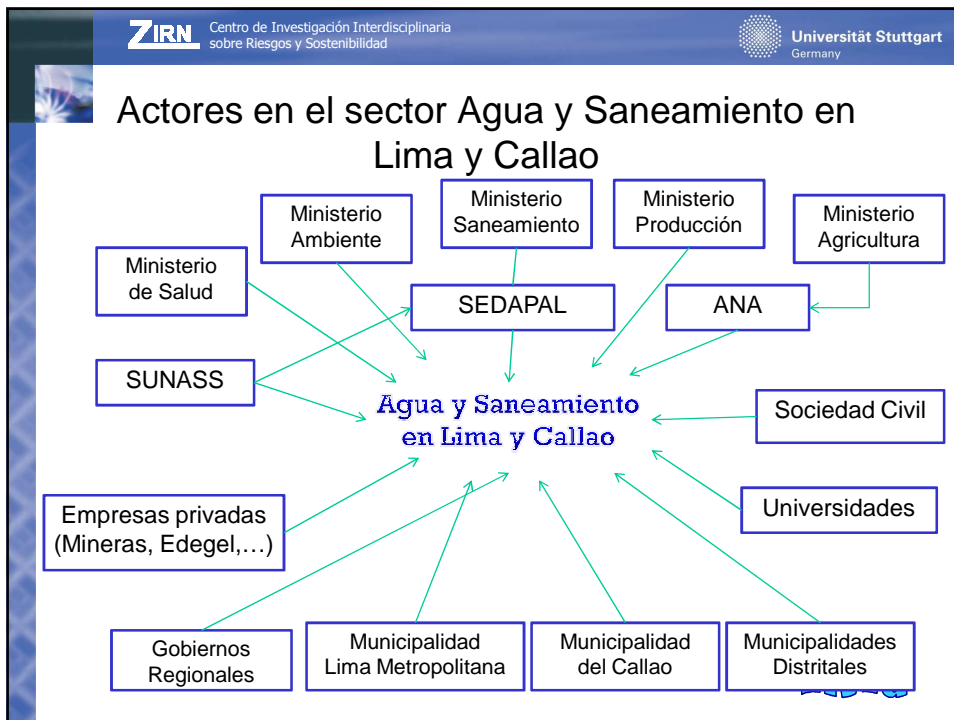 ZIRN
Centro de Investigación Interdisciplinaria
sobre Riesgos y Sostenibilidad
Universität Stuttgart
Germany
Actores en el sector Agua y Saneamiento en
Lima y Callao
Ministerio
de Salud
Ministerio
Ambiente
Ministerio
Saneamiento
Ministerio
Producción
Ministerio
Agricultura
SEDAPAL
ANA
SUNASS
Agua y Saneamiento
en Lima y Callao
Sociedad Civil
Empresas privadas
(Mineras, Edegel,…)
Universidades
Gobiernos
Regionales
Municipalidad
Lima Metropolitana
Municipalidad
del Callao
Municipalidades
Distritales